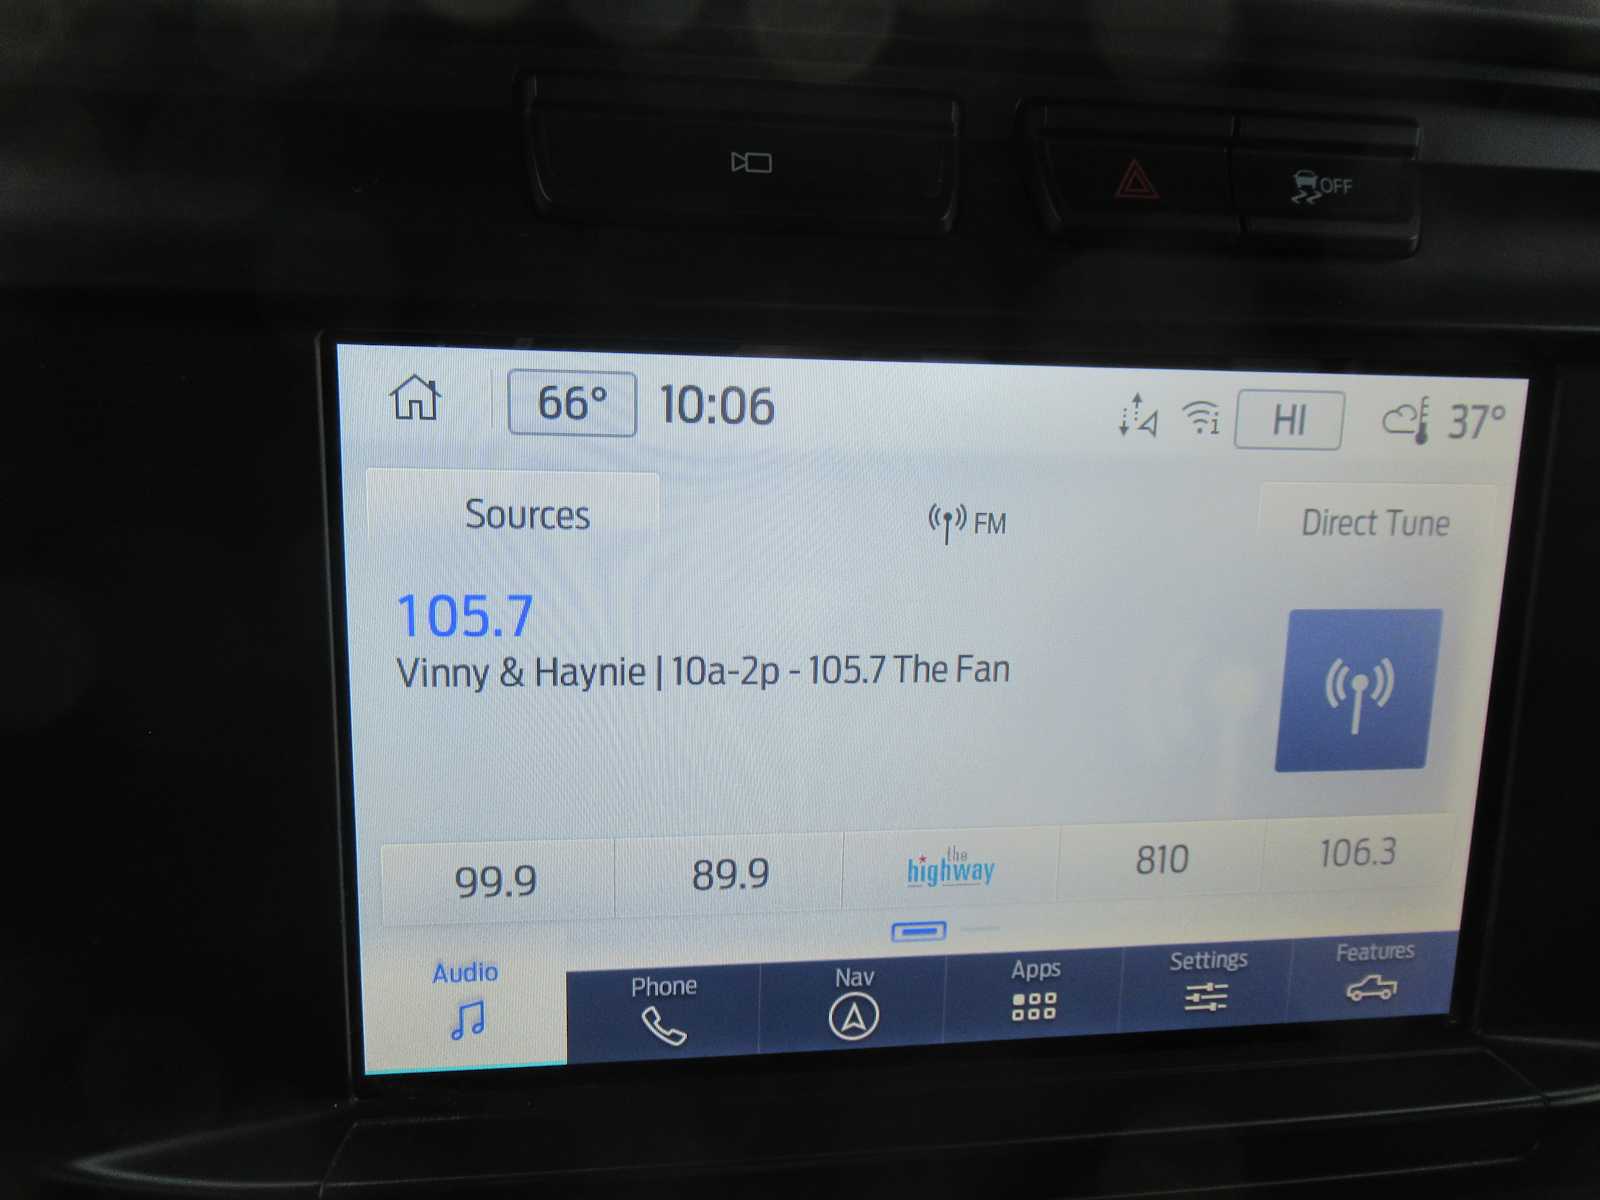 OFF
66° 10:06 HI 37°
Sources FM Direct Tune
105.7
Vinny & Haynie | 10a-2p - 105.7 The Fan
99.9 89.9 the highway 810 106.3
Audio Phone Nav Apps Settings Features